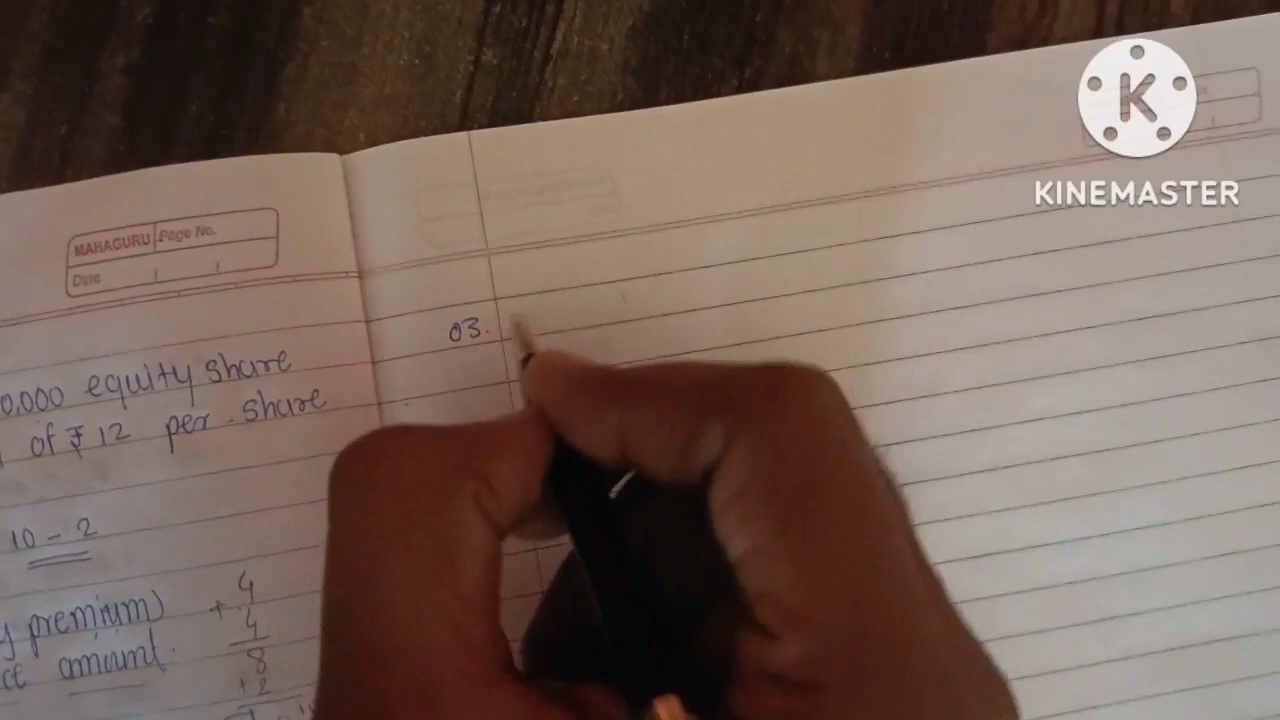 KINEMASTER
MAHAGURU Page No.
Date
0,000 equity share
of ₹ 12 per share
10 - 2
premium)
amount.
+ 4
4
8
+ 2
03.